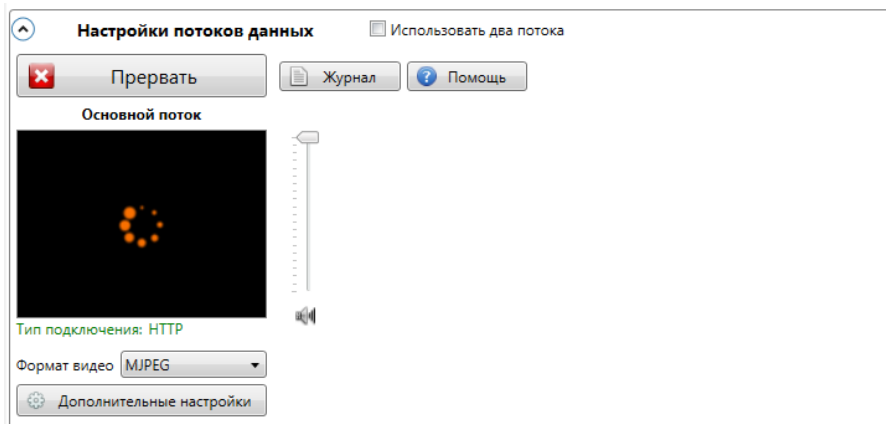 Настройки потоков данных Использовать два потока
Прервать Журнал Помощь
Основной поток
Тип подключения: HTTP
Формат видео MJPEG
Дополнительные настройки